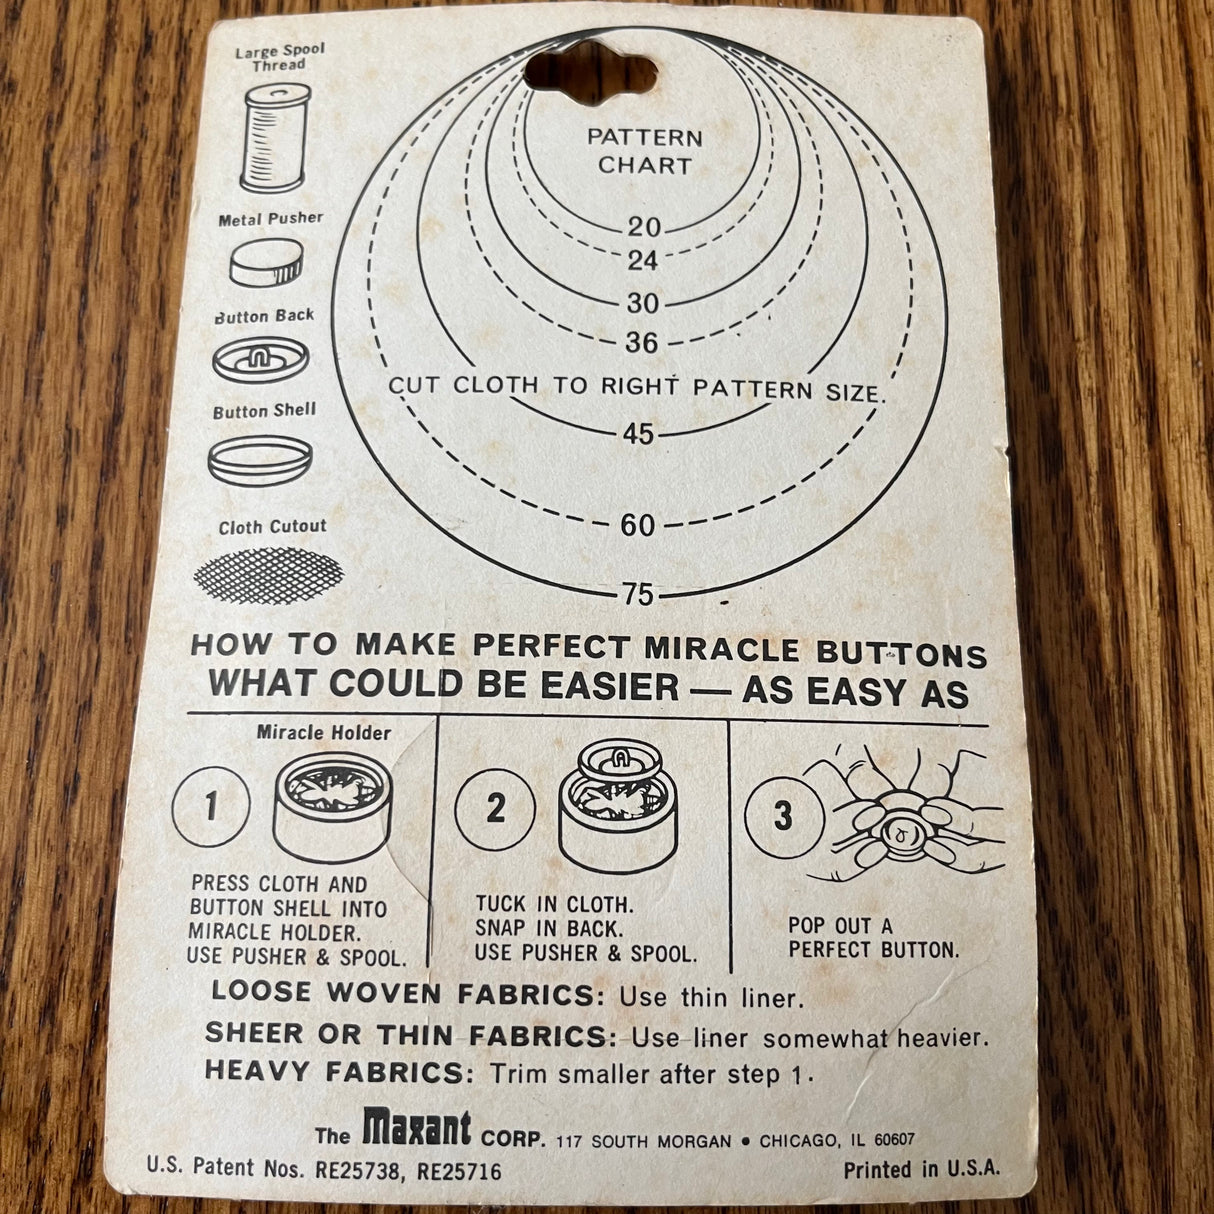 Large Spool
Thread
Metal Pusher
Button Back
Button Shell
Cloth Cutout
PATTERN
CHART
20
24
30
36
CUT CLOTH TO RIGHT PATTERN SIZE.
45
60
75
HOW TO MAKE PERFECT MIRACLE BUTTONS
WHAT COULD BE EASIER — AS EASY AS
Miracle Holder
1
PRESS CLOTH AND
BUTTON SHELL INTO
MIRACLE HOLDER.
USE PUSHER & SPOOL.
2
TUCK IN CLOTH.
SNAP IN BACK.
USE PUSHER & SPOOL.
3
POP OUT A
PERFECT BUTTON.
LOOSE WOVEN FABRICS: Use thin liner.
SHEER OR THIN FABRICS: Use liner somewhat heavier.
HEAVY FABRICS: Trim smaller after step 1.
The Maxant CORP. 117 SOUTH MORGAN • CHICAGO, IL 60607
U.S. Patent Nos. RE25738, RE25716
Printed in U.S.A.